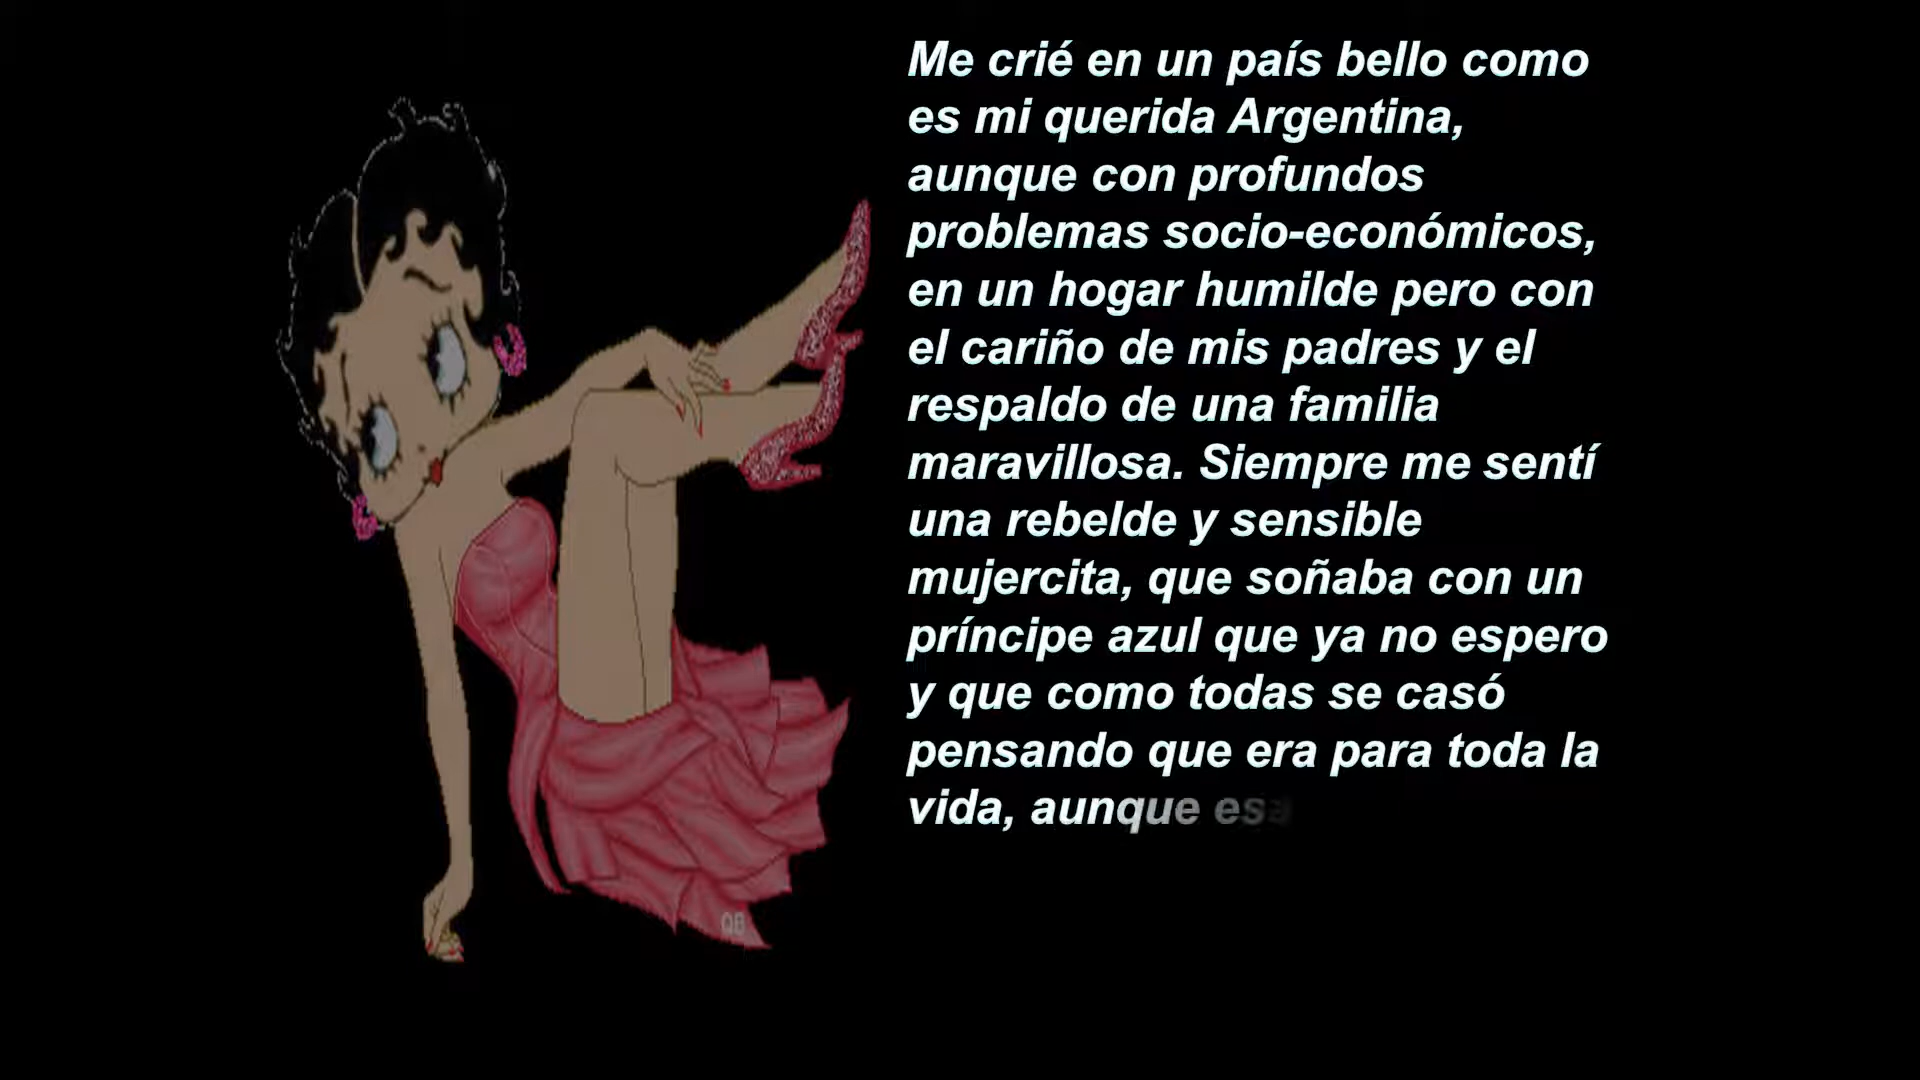 Me crié en un país bello como
es mi querida Argentina,
aunque con profundos
problemas socio-económicos,
en un hogar humilde pero con
el cariño de mis padres y el
respaldo de una familia
maravillosa. Siempre me sentí
una rebelde y sensible
mujercita, que soñaba con un
príncipe azul que ya no espero
y que como todas se casó
pensando que era para toda la
vida, aunque esa
QB